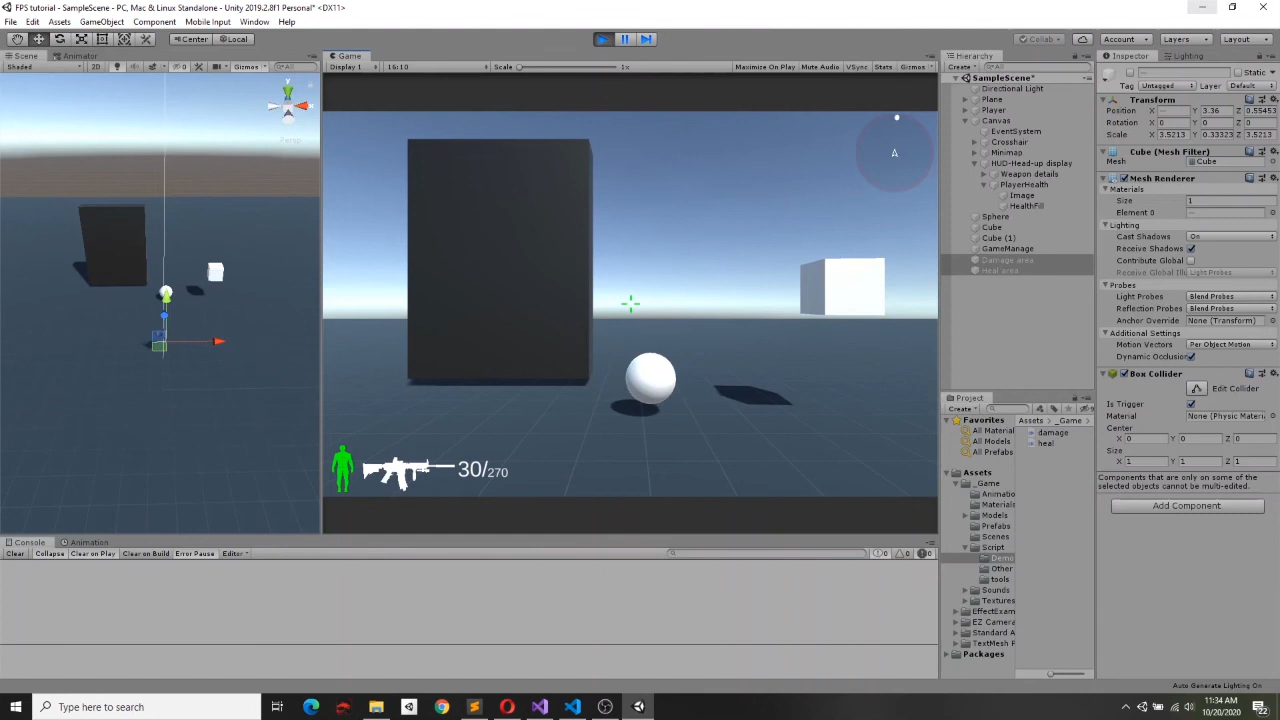 FPS tutorial - SampleScene - PC, Mac & Linux Standalone - Unity 2019.2.8f1 Personal* <DX11>
File Edit Assets GameObject Component Mobile Input Window Help
Center Local Collab Account Layers Layout
Scene Animator
Shaded 2D 0 Gizmos All
Y
Persp
Game
Display 1 16:10 Scale 1x Maximize On Play Mute Audio VSync Stats Gizmos
A
30/270
Hierarchy
Create All
SampleScene*
Directional Light
Plane
Player
Canvas
EventSystem
Crosshair
Minimap
HUD-Head-up display
Weapon details
PlayerHealth
Image
HealthFill
Sphere
Cube
Cube (1)
GameManage
Damage area
Heal area
Project
Create
Favorites
All Material
All Models
All Prefabs
Assets
_Game
Animatio
Materials
Models
Prefabs
Scenes
Script
Demo
Other
tools
Sounds
Textures
EffectExam
EZ Camera
Standard A
TextMesh P
Packages
Assets _Game
damage
heal
Inspector Lighting
Static
Tag Untagged Layer Default
Transform
Position X — Y 3.36 Z 0.55453
Rotation X 0 Y 0 Z 0
Scale X 3.5213 Y 0.33323 Z 3.5213
Cube (Mesh Filter)
Mesh Cube
Mesh Renderer
Materials
Size 1
Element 0 —
Lighting
Cast Shadows On
Receive Shadows
Contribute Global
Receive Global Illu Light Probes
Probes
Light Probes Blend Probes
Reflection Probes Blend Probes
Anchor Override None (Transform)
Additional Settings
Motion Vectors Per Object Motion
Dynamic Occlusion
Box Collider
Edit Collider
Is Trigger
Material None (Physic Materi
Center
X 0 Y 0 Z 0
Size
X 1 Y 1 Z 1
Components that are only on some of the
selected objects cannot be multi-edited.
Add Component
Console Animation
Clear Collapse Clear on Play Clear on Build Error Pause Editor 0 0 0
Auto Generate Lighting On
Type here to search
11:34 AM
10/20/2020